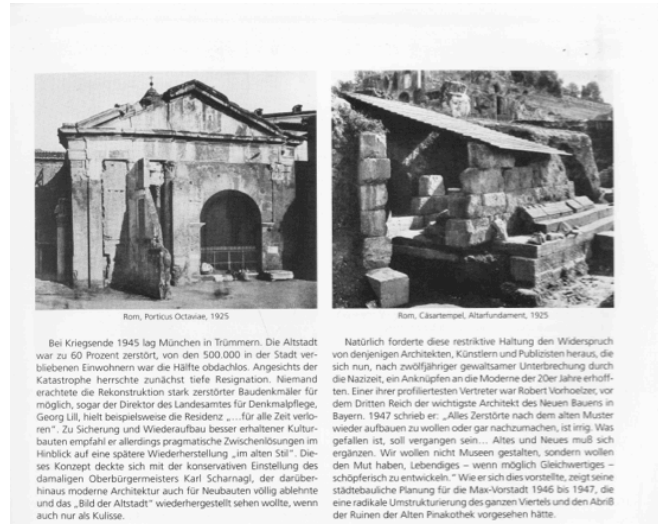 Rom, Porticus Octaviae, 1925
Bei Kriegsende 1945 lag München in Trümmern. Die Altstadt
war zu 60 Prozent zerstört, von den 500.000 in der Stadt ver-
bliebenen Einwohnern war die Hälfte obdachlos. Angesichts der
Katastrophe herrschte zunächst tiefe Resignation. Niemand
erachtete die Rekonstruktion stark zerstörter Baudenkmäler für
möglich, sogar der Direktor des Landesamtes für Denkmalpflege,
Georg Lill, hielt beispielsweise die Residenz „....für alle Zeit verlo-
ren“. Zu Sicherung und Wiederaufbau besser erhaltener Kultur-
bauten empfahl er allerdings pragmatische Zwischenlösungen im
Hinblick auf eine spätere Wiederherstellung „im alten Stil“. Die-
ses Konzept deckte sich mit der konservativen Einstellung des
damaligen Oberbürgermeisters Karl Scharnagl, der darüber-
hinaus moderne Architektur auch für Neubauten völlig ablehnte
und das „Bild der Altstadt“ wiederhergestellt sehen wollte, wenn
auch nur als Kulisse.
Rom, Cäsartempel, Altarfundament, 1925
Natürlich forderte diese restriktive Haltung den Widerspruch
von denjenigen Architekten, Künstlern und Publizisten heraus, die
sich nun, nach zwölfjähriger gewaltsamer Unterbrechung durch
die Nazizeit, ein Anknüpfen an die Moderne der 20er Jahre erhoff-
ten. Einer ihrer profiliertesten Vertreter war Robert Vorhoelzer, vor
dem Dritten Reich der wichtigste Architekt des Neuen Bauens in
Bayern. 1947 schrieb er: „Alles Zerstörte nach dem alten Muster
wieder aufbauen zu wollen oder gar nachzumachen, ist irrig. Was
gefallen ist, soll vergangen sein... Altes und Neues muß sich
ergänzen. Wir wollen nicht Museen gestalten, sondern wollen
den Mut haben, Lebendiges – wenn möglich Gleichwertiges –
schöpferisch zu entwickeln.“ Wie er sich dies vorstellte, zeigt seine
städtebauliche Planung für die Max-Vorstadt 1946 bis 1947, die
eine radikale Umstrukturierung des ganzen Viertels und den Abriß
der Ruinen der Alten Pinakothek vorgesehen hätte.